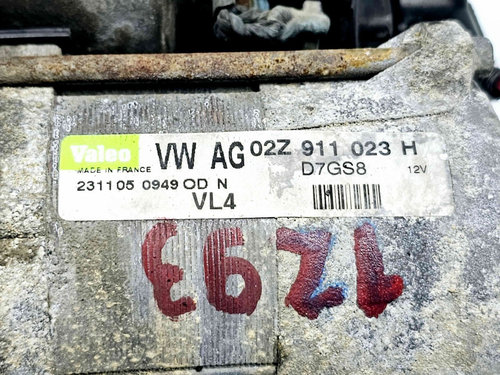 Valeo
MADE IN FRANCE
VW AG 02Z 911 023 H
D7GS8 12V
231105 0949 OD N
VL4
1293